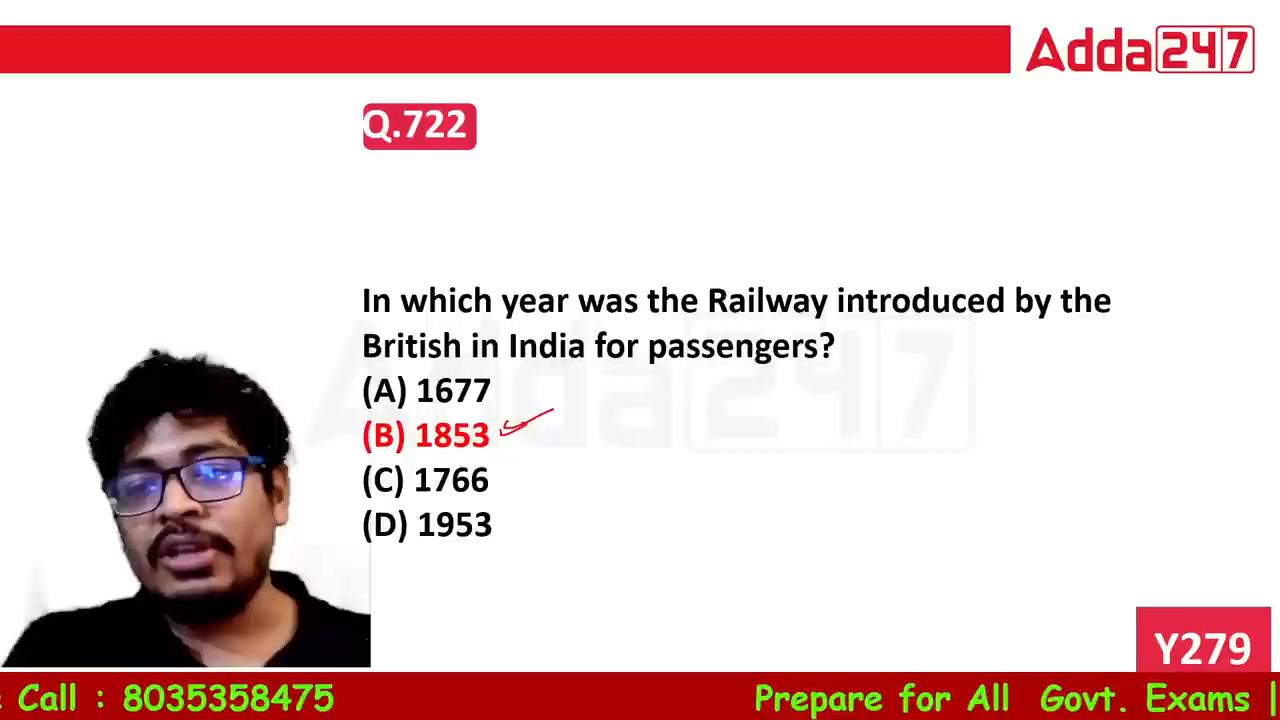 Adda247
Q.722
In which year was the Railway introduced by the
British in India for passengers?
(A) 1677
(B) 1853
(C) 1766
(D) 1953
Adda247
Y279
Call : 8035358475 Prepare for All Govt. Exams |